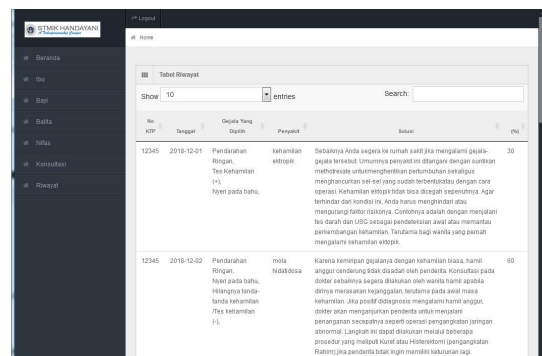 STMIK HANDAYANI
A Technopreneurship Campus
Logout
Home
Beranda
Ibu
Bayi
Balita
Nifas
Konsultasi
Riwayat
Tabel Riwayat
Show 10 entries Search:
No KTP Tanggal Gejala Yang Dipilih Penyakit Solusi (%)
12345 2018-12-01 Pendarahan kehamilan Sebaiknya Anda segera ke rumah sakit jika mengalami gejala- 30
Ringan, ektropik gejala tersebut. Umumnya penyakit ini ditangani dengan suntikan
Tes Kehamilan methotrexate untukmenghentikan pertumbuhan sekaligus
(+), menghancurkan sel-sel yang sudah terbentukatau dengan cara
Nyeri pada bahu, operasi. Kehamilan ektopik tidak bisa dicegah sepenuhnya. Agar
terhindar dari kondisi ini, Anda harus menghindari atau
mengurangi faktor risikonya. Contohnya adalah dengan menjalani
tes darah dan USG sebagai pendeteksian awal atau memantau
perkembangan kehamilan. Terutama bagi wanita yang pernah
mengalami kehamilan ektopik.
12345 2018-12-02 Pendarahan mola Karena kemiripan gejalanya dengan kehamilan biasa, hamil 60
Ringan, hidatidosa anggur cenderung tidak disadari oleh penderita. Konsultasi pada
Nyeri pada bahu, dokter sebaiknya segera dilakukan oleh wanita hamil apabila
Hilangnya tanda- dirinya merasakan kejanggalan, terutama pada awal masa
tanda kehamilan kehamilan. Jika positif didiagnosis mengalami hamil anggur,
/Tes kehamilan dokter akan menganjurkan penderita untuk menjalani
(-), penanganan secepatnya seperti operasi pengangkatan jaringan
abnormal. Langkah ini dapat dilakukan melalui beberapa
prosedur yang meliputi Kuret atau Histerektomi (pengangkatan
Rahim) jika penderita tidak ingin memiliki keturunan lagi.